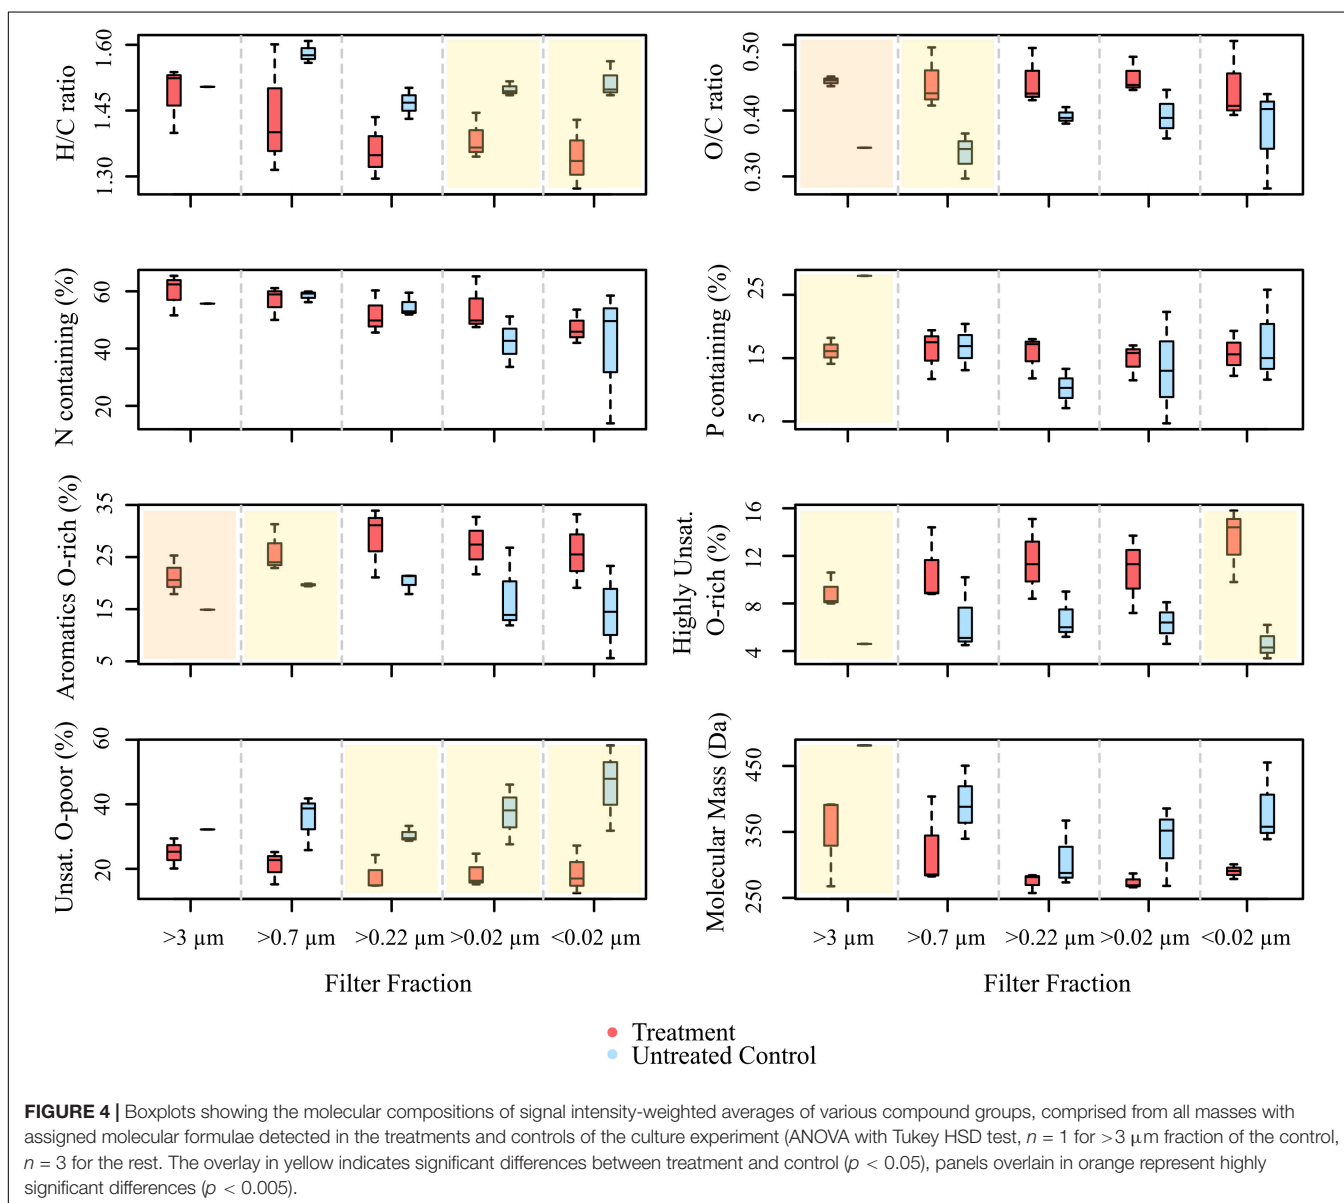 H/C ratio
1.60
1.45
1.30
O/C ratio
0.50
0.40
0.30
N containing (%)
60
40
20
P containing (%)
25
15
5
Aromatics O-rich (%)
35
25
15
5
Highly Unsat.
O-rich (%)
16
12
8
4
Unsat. O-poor (%)
60
40
20
Molecular Mass (Da)
450
350
250
>3 µm >0.7 µm >0.22 µm >0.02 µm <0.02 µm
>3 µm >0.7 µm >0.22 µm >0.02 µm <0.02 µm
Filter Fraction
Filter Fraction
Treatment
Untreated Control
FIGURE 4 | Boxplots showing the molecular compositions of signal intensity-weighted averages of various compound groups, comprised from all masses with
assigned molecular formulae detected in the treatments and controls of the culture experiment (ANOVA with Tukey HSD test, n = 1 for >3 µm fraction of the control,
n = 3 for the rest. The overlay in yellow indicates significant differences between treatment and control (p < 0.05), panels overlain in orange represent highly
significant differences (p < 0.005).